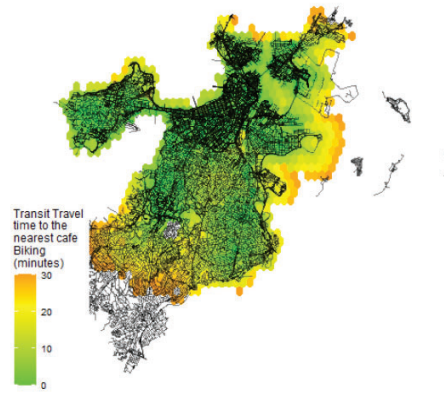 Transit Travel
time to the
nearest cafe
Biking
(minutes)
30
20
10
0